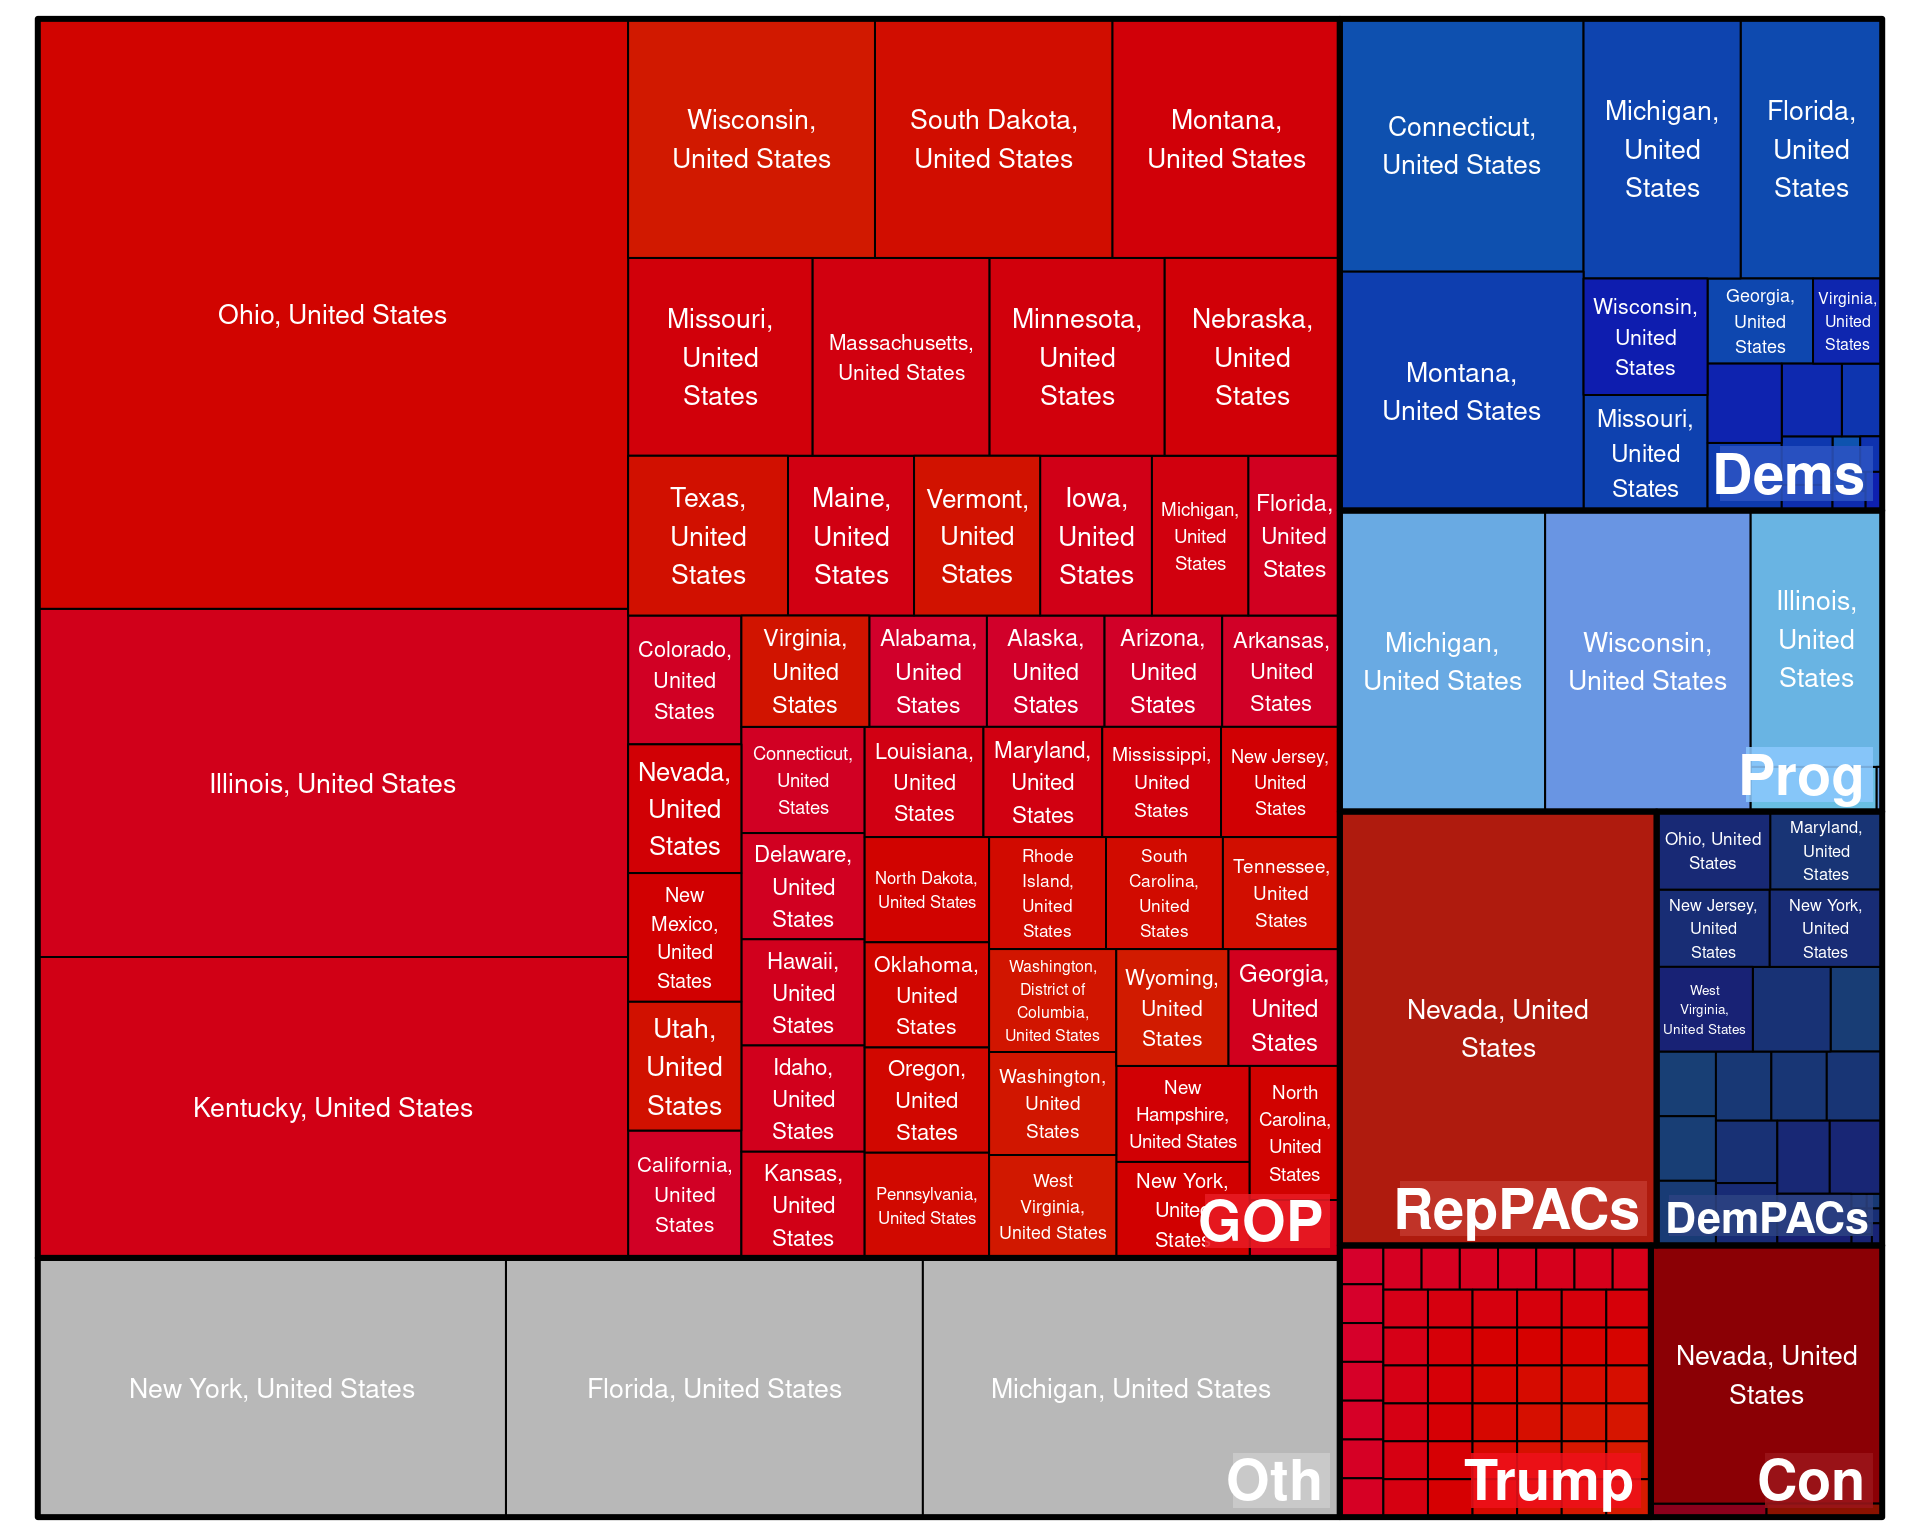 Ohio, United States
Illinois, United States
Kentucky, United States
Wisconsin,
United States
South Dakota,
United States
Montana,
United States
Missouri,
United
States
Massachusetts,
United States
Minnesota,
United
States
Nebraska,
United
States
Texas,
United
States
Maine,
United
States
Vermont,
United
States
Iowa,
United
States
Michigan,
United
States
Florida,
United
States
Colorado,
United
States
Nevada,
United
States
New
Mexico,
United
States
Utah,
United
States
California,
United
States
Virginia,
United
States
Alabama,
United
States
Alaska,
United
States
Arizona,
United
States
Arkansas,
United
States
Connecticut,
United
States
Delaware,
United
States
Hawaii,
United
States
Idaho,
United
States
Kansas,
United
States
Louisiana,
United
States
Maryland,
United
States
Mississippi,
United
States
New Jersey,
United
States
North Dakota,
United States
Oklahoma,
United
States
Oregon,
United
States
Pennsylvania,
United States
Rhode
Island,
United
States
South
Carolina,
United
States
Tennessee,
United
States
Washington,
District of
Columbia,
United States
Washington,
United
States
West
Virginia,
United States
Wyoming,
United
States
Georgia,
United
States
New
Hampshire,
United States
North
Carolina,
United
States
New York,
United
States
GOP
New York, United States
Florida, United States
Michigan, United States
Oth
Connecticut,
United States
Montana,
United States
Michigan,
United
States
Florida,
United
States
Wisconsin,
United
States
Missouri,
United
States
Georgia,
United
States
Virginia,
United
States
Dems
Michigan,
United States
Wisconsin,
United States
Illinois,
United
States
Prog
Nevada, United
States
RepPACs
Ohio, United
States
Maryland,
United
States
New Jersey,
United
States
New York,
United
States
West
Virginia,
United States
DemPACs
Trump
Nevada, United
States
Con